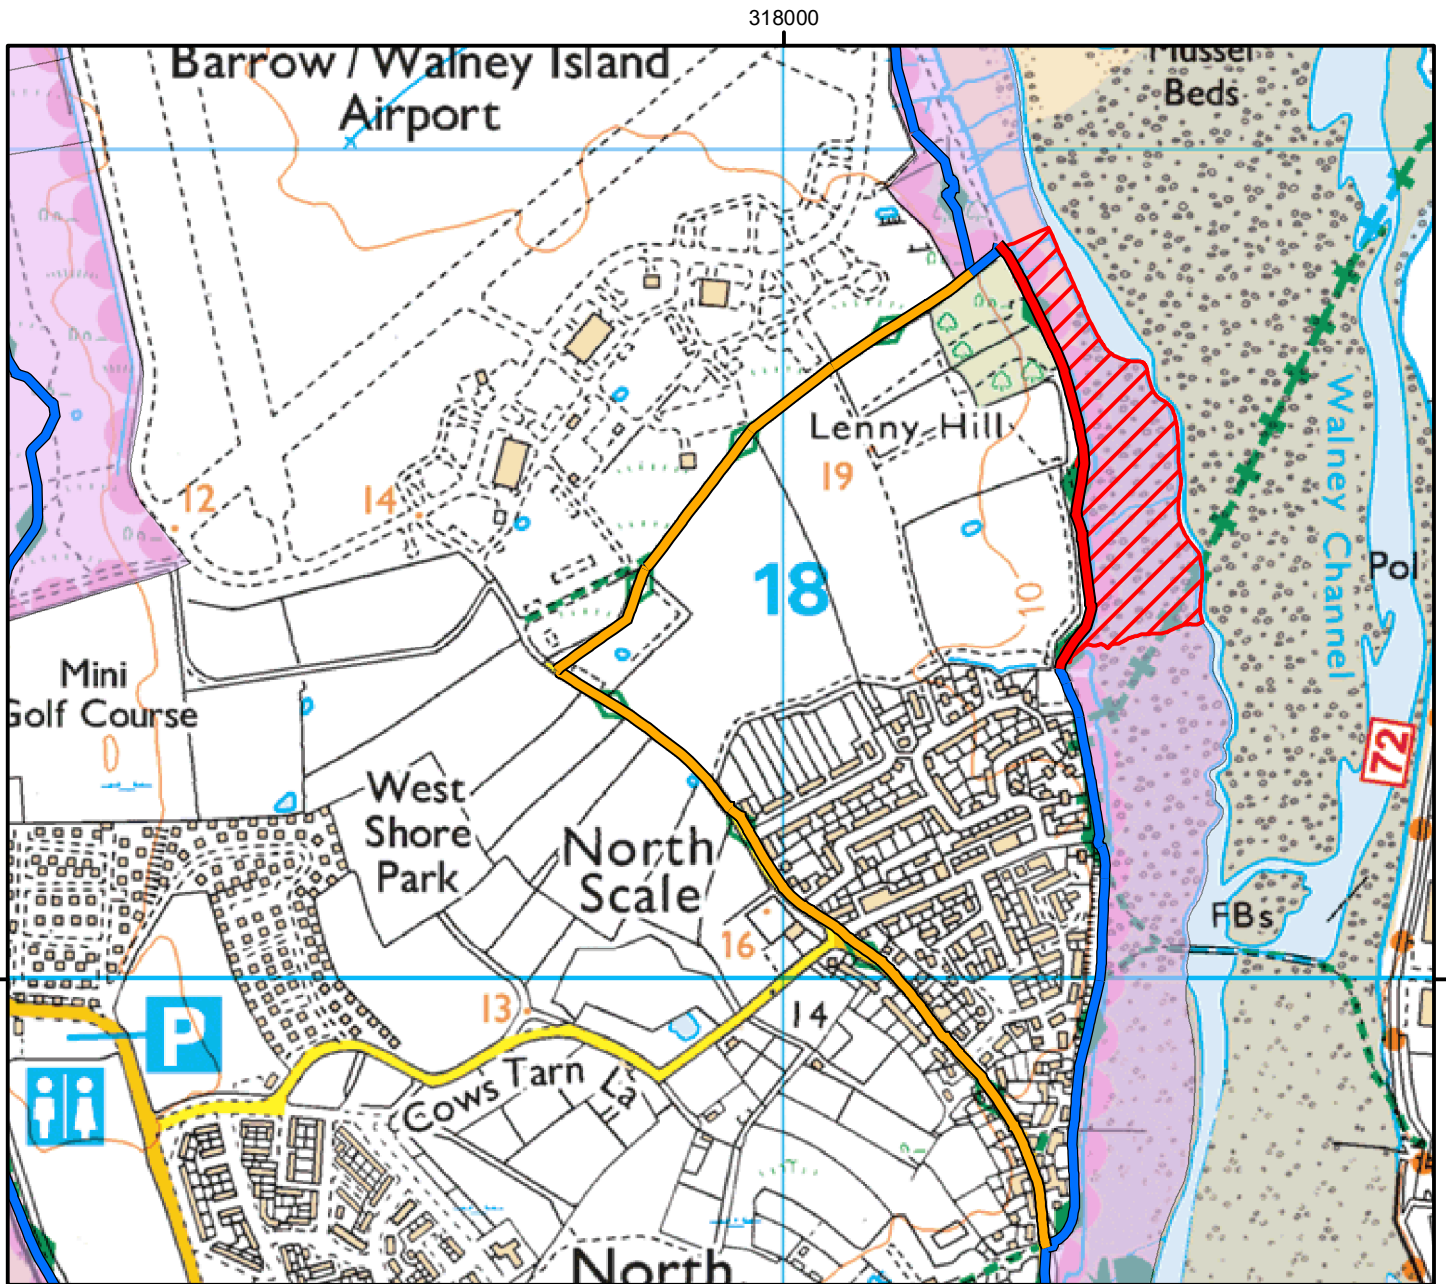 318000
Barrow / Walney Island
Airport
Mussel
Beds
Lenny Hill
19
12
14
18
10
Walney Channel
Pol
Mini
Golf Course
72
West
Shore
Park
North
Scale
16
FBs
13
14
P
Cows Tarn La
North